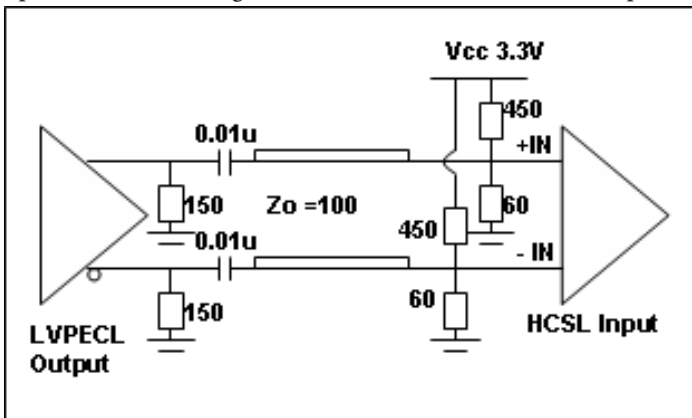 Vcc 3.3V
450
0.01u
+IN
150
Zo =100
60
450
0.01u
- IN
150
60
LVPECL
Output
HCSL Input